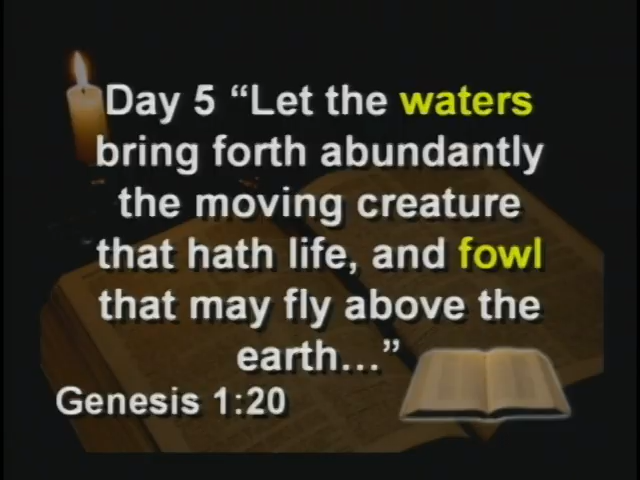 Day 5 “Let the waters
bring forth abundantly
the moving creature
that hath life, and fowl
that may fly above the
earth…”
Genesis 1:20